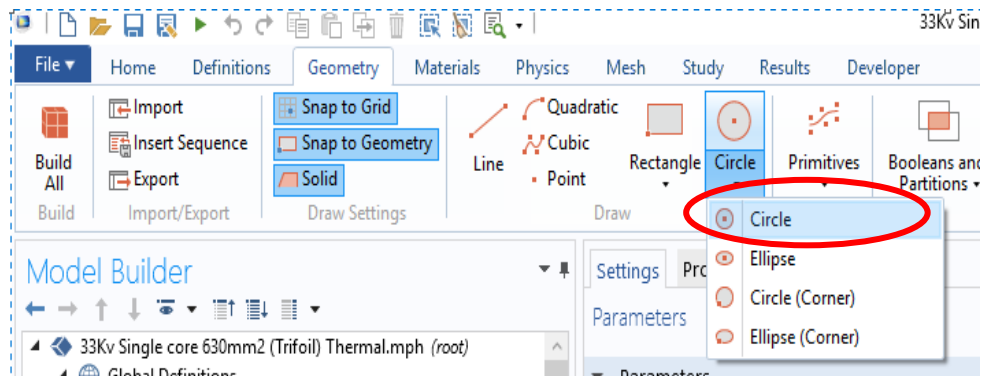 33Kv Sin
File Home Definitions Geometry Materials Physics Mesh Study Results Developer
Import
Insert Sequence
Export
Build All
Build
Import/Export
Snap to Grid
Snap to Geometry
Solid
Draw Settings
Line
Quadratic
Cubic
Point
Rectangle
Circle
Draw
Primitives
Booleans and
Partitions
Circle
Ellipse
Circle (Corner)
Ellipse (Corner)
Model Builder
33Kv Single core 630mm2 (Trifoil) Thermal.mph (root)
Global Definitions
Settings
Pro
Parameters
Parameters